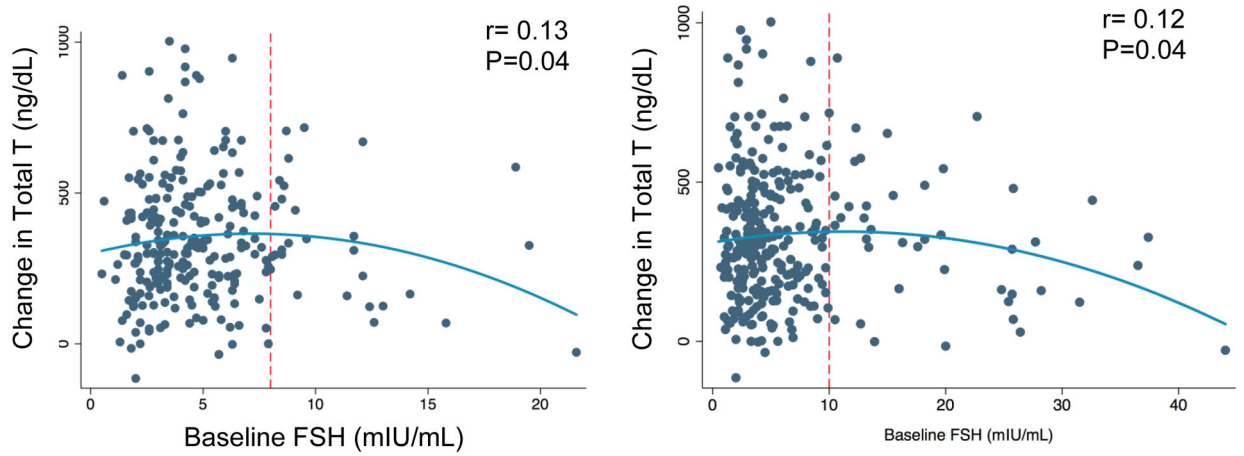 r= 0.13
P=0.04
Change in Total T (ng/dL)
1000
500
0
0 5 10 15 20
Baseline FSH (mIU/mL)
r= 0.12
P=0.04
Change in Total T (ng/dL)
1000
500
0
0 10 20 30 40
Baseline FSH (mIU/mL)